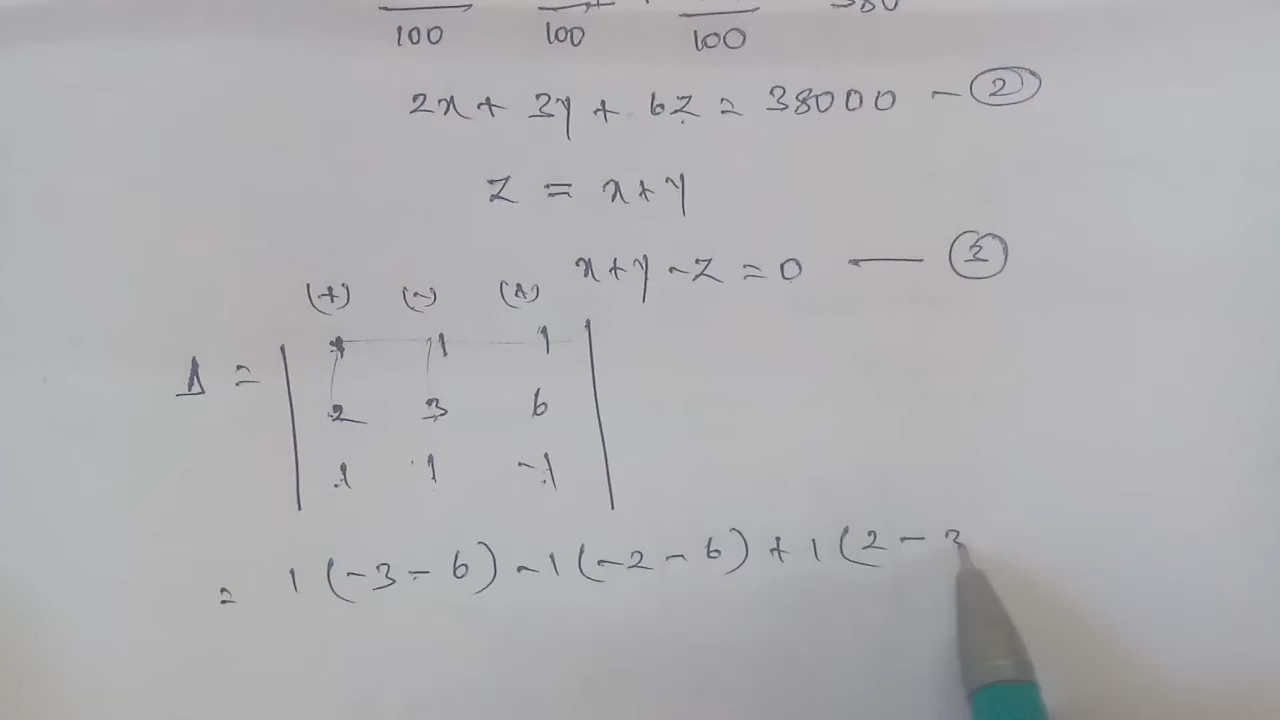 100 100 100
2x + 3y + 6z = 38000 - 2
z = x+y
x+y-z = 0 — 3
(+) (-) (+)
Δ = | 1 1 1 |
| 2 3 6 |
| 1 1 -1 |
= 1 (-3 - 6) - 1 (-2 - 6) + 1 (2 - 3